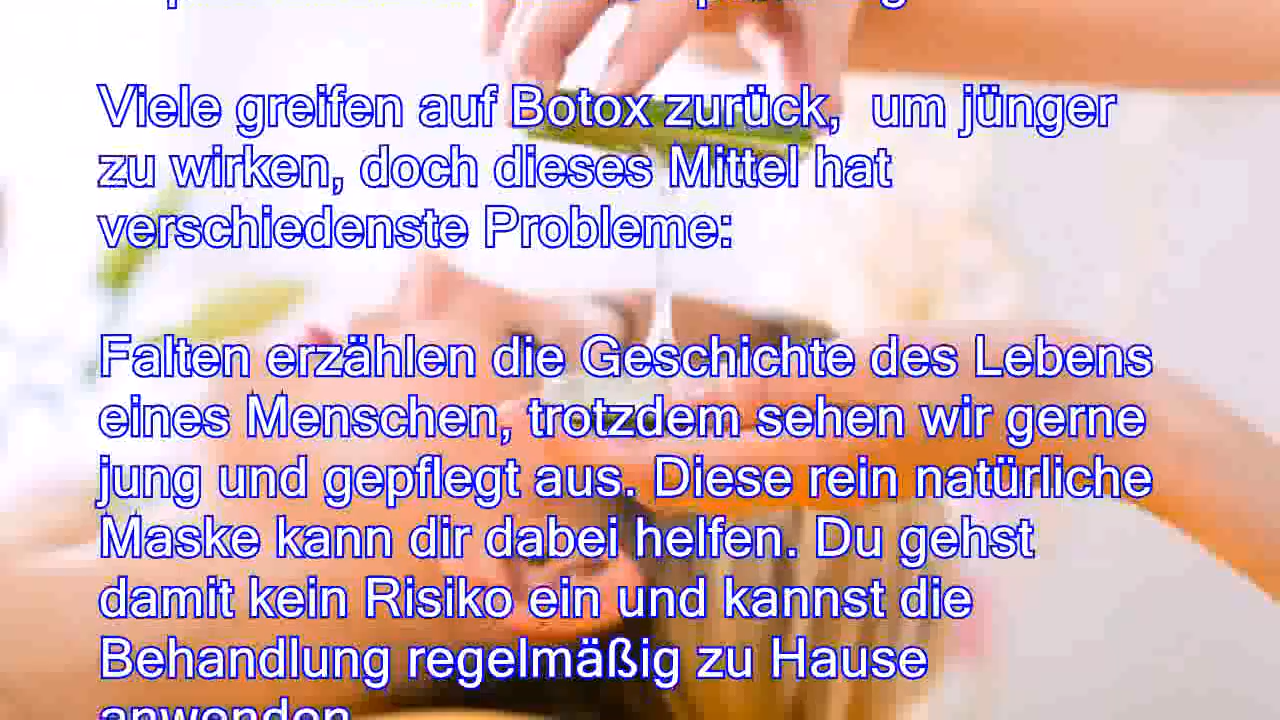 Viele greifen auf Botox zurück,  um jünger
zu wirken, doch dieses Mittel hat
verschiedenste Probleme:
Falten erzählen die Geschichte des Lebens
eines Menschen, trotzdem sehen wir gerne
jung und gepflegt aus. Diese rein natürliche
Maske kann dir dabei helfen. Du gehst
damit kein Risiko ein und kannst die
Behandlung regelmäßig zu Hause
anwenden